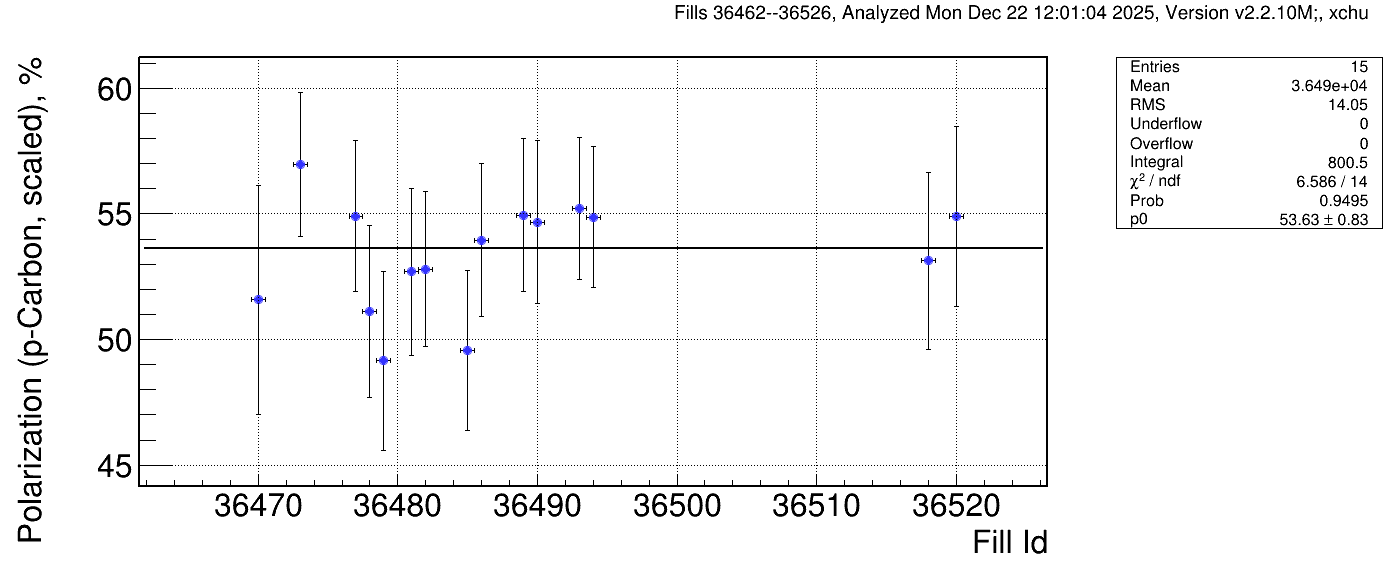 Fills 36462--36526, Analyzed Mon Dec 22 12:01:04 2025, Version v2.2.10M;, xchu
Polarization (p-Carbon, scaled), %
60
55
50
45
36470 36480 36490 36500 36510 36520
Fill Id
Entries 15
Mean 3.649e+04
RMS 14.05
Underflow 0
Overflow 0
Integral 800.5
χ² / ndf 6.586 / 14
Prob 0.9495
p0 53.63 ± 0.83